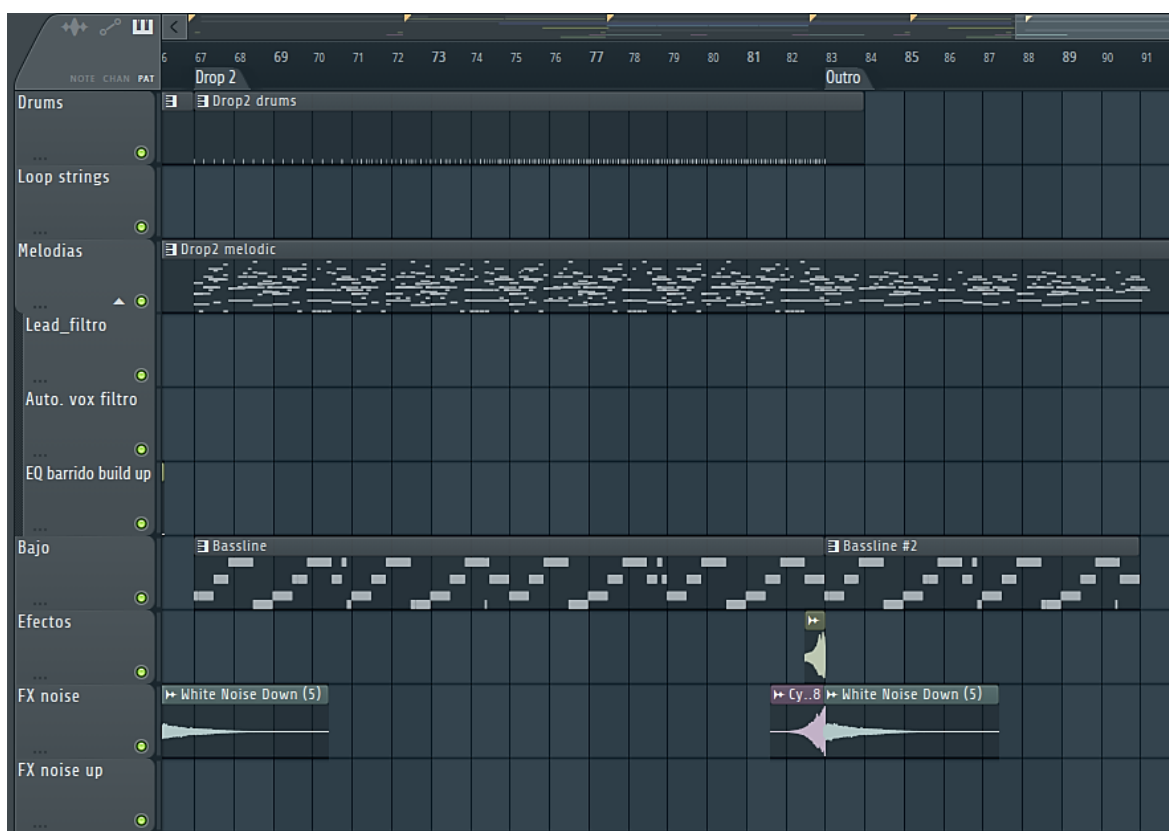 NOTE CHAN PAT
6 67 68 69 70 71 72 73 74 75 76 77 78 79 80 81 82 83 84 85 86 87 88 89 90 91
Drop 2 Outro
Drums
Drop2 drums
Loop strings
Melodias
Drop2 melodic
Lead_filtro
Auto. vox filtro
EQ barrido build up
Bajo
Bassline
Bassline #2
Efectos
FX noise
White Noise Down (5)
Cy..8
White Noise Down (5)
FX noise up